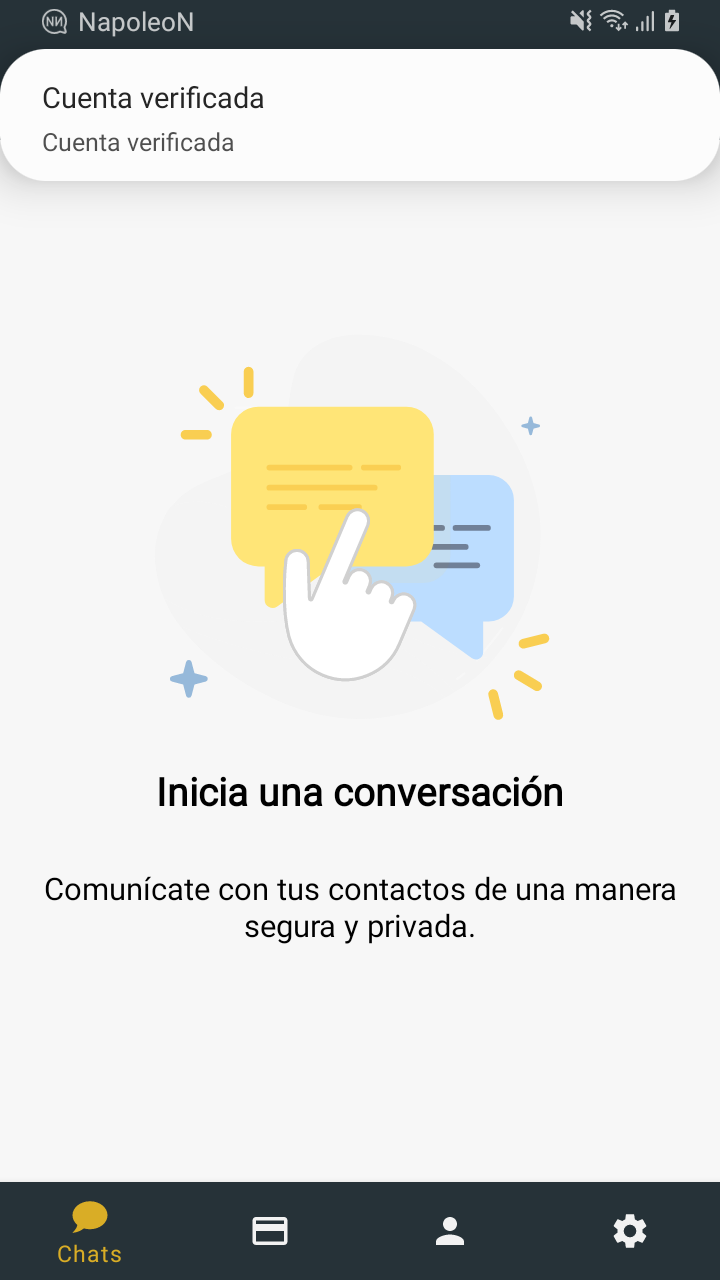 NapoleoN
Cuenta verificada
Cuenta verificada
Inicia una conversación
Comunícate con tus contactos de una manera
segura y privada.
Chats